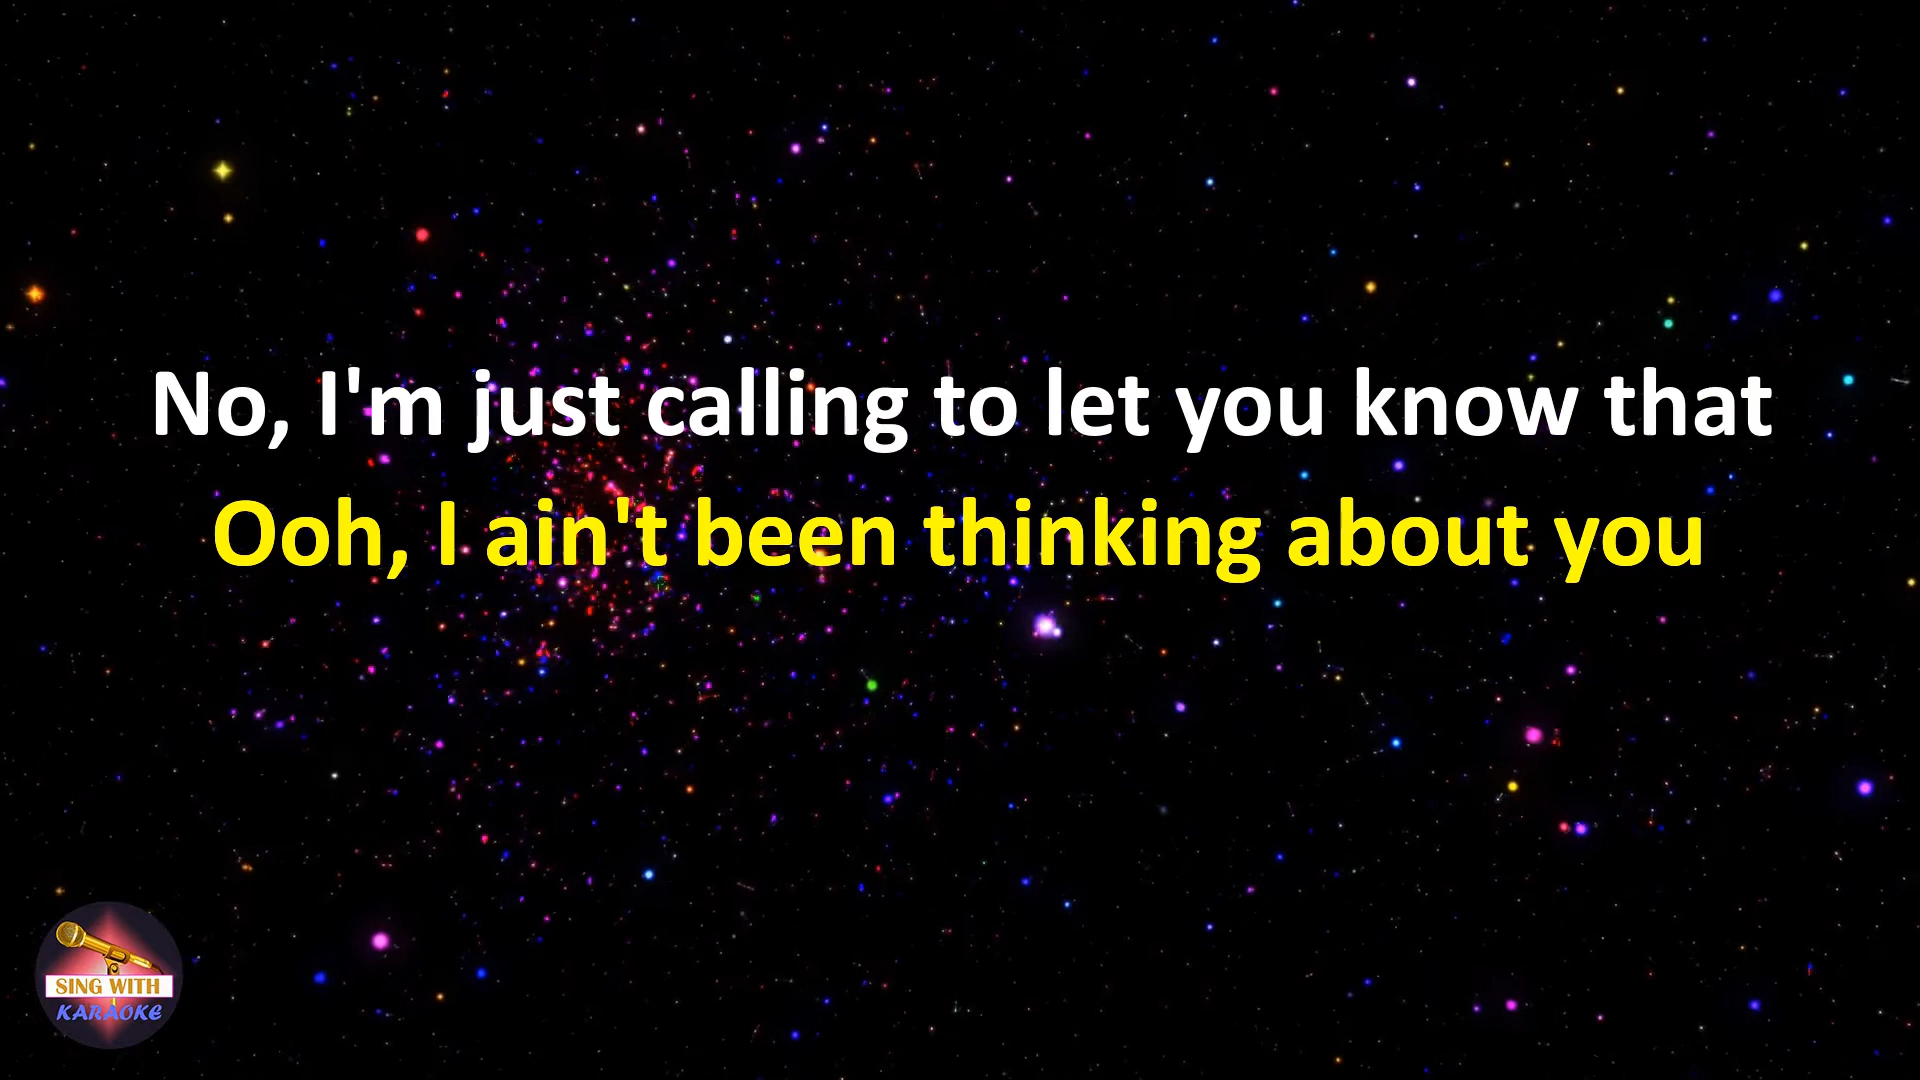 No, I'm just calling to let you know that
Ooh, I ain't been thinking about you
SING WITH
KARAOKE